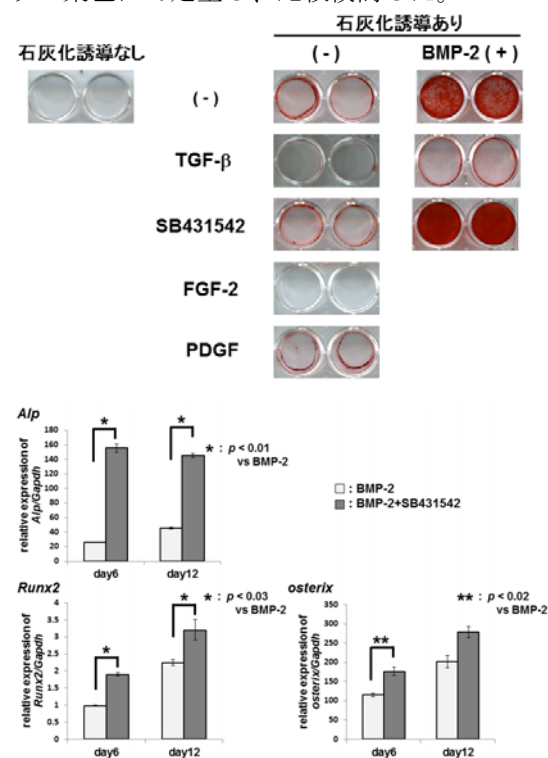 石灰化誘導あり
石灰化誘導なし
(-)
BMP-2 (+)
(-)
TGF-β
SB431542
FGF-2
PDGF
Alp
relative expression of
Alp/Gapdh
180
160
140
120
100
80
60
40
20
0
*
*
* : p < 0.01
vs BMP-2
day6
day12
□ : BMP-2
■ : BMP-2+SB431542
Runx2
relative expression of
Runx2/Gapdh
4
3.5
3
2.5
2
1.5
1
0.5
0
*
*
* : p < 0.03
vs BMP-2
day6
day12
osterix
relative expression of
osterix/Gapdh
350
300
250
200
150
100
50
0
**
** : p < 0.02
vs BMP-2
day6
day12